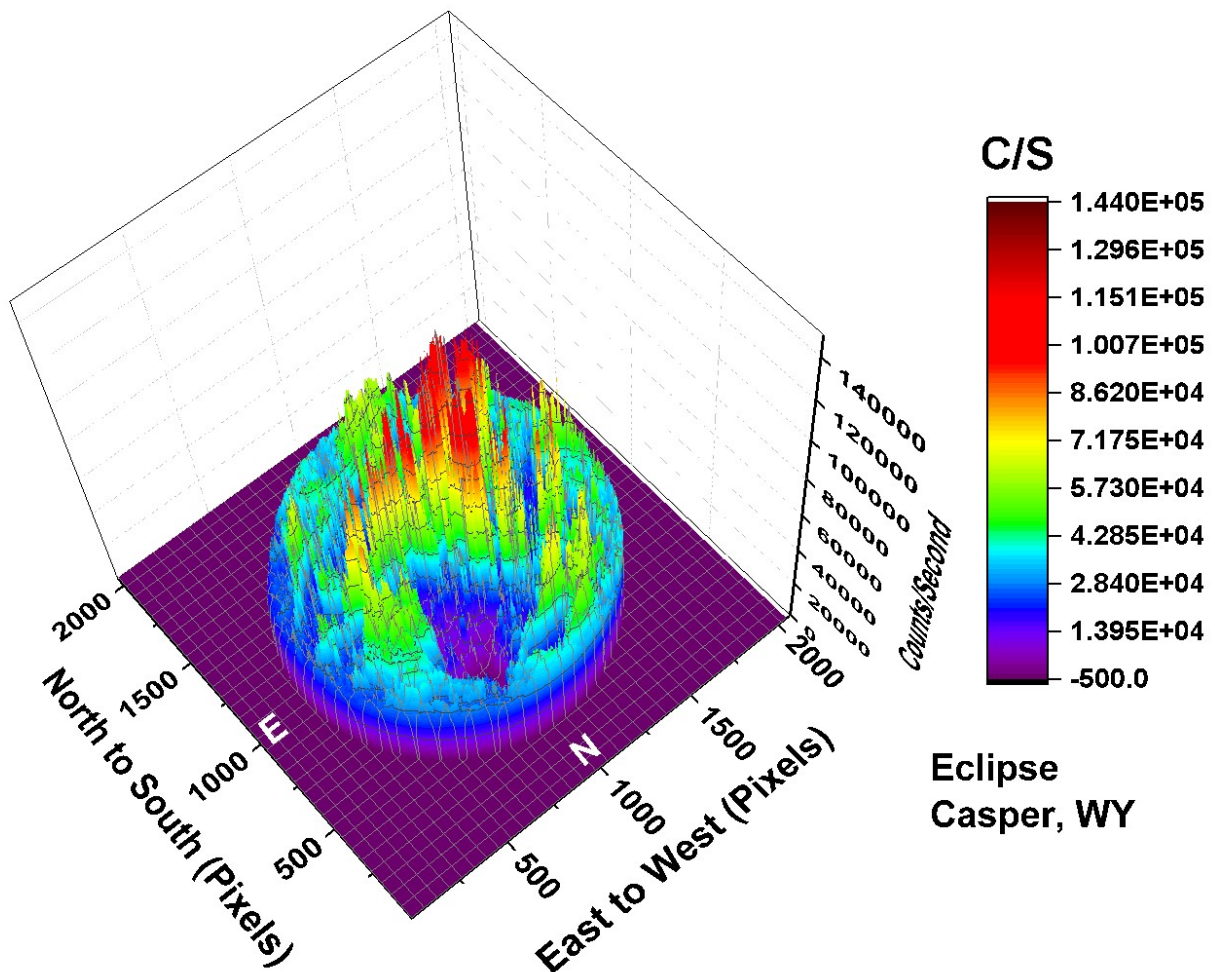 C/S
1.440E+05
1.296E+05
1.151E+05
1.007E+05
8.620E+04
7.175E+04
5.730E+04
4.285E+04
2.840E+04
1.395E+04
-500.0
140000
120000
100000
80000
60000
40000
20000
0
Counts/Second
2000
1500
1000
500
North to South (Pixels)
E
N
500
1000
1500
2000
East to West (Pixels)
Eclipse
Casper, WY